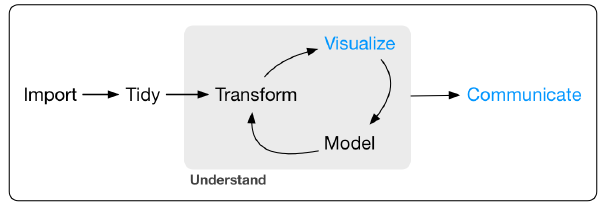 Visualize
Import Tidy Transform Communicate
Model
Understand